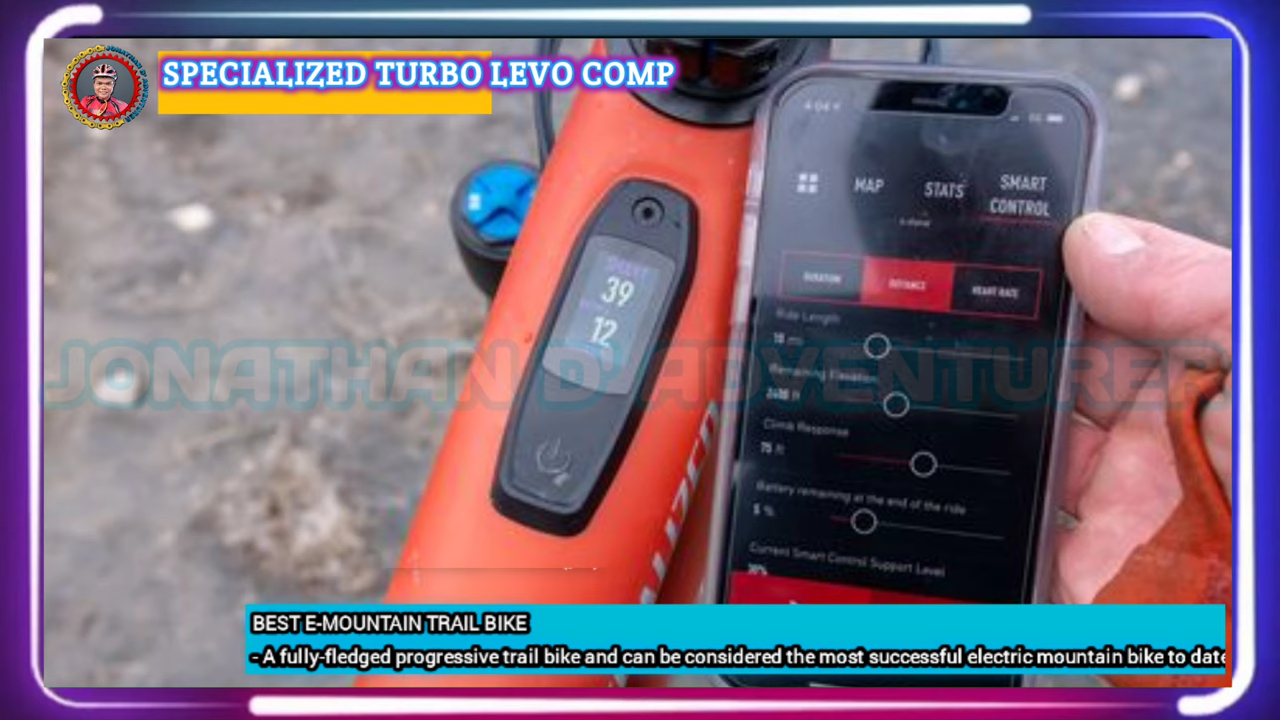 SPECIALIZED TURBO LEVO COMP
4:04
MAP
STATS
SMART CONTROL
DURATION
DISTANCE
HEART RATE
Ride Length
Remaining Elevation
Climb Response
75 ft
Battery remaining at the end of the ride
5 %
Current Smart Control Support Level
39
12
JONATHAN D' ADVENTURER
BEST E-MOUNTAIN TRAIL BIKE
- A fully-fledged progressive trail bike and can be considered the most successful electric mountain bike to date